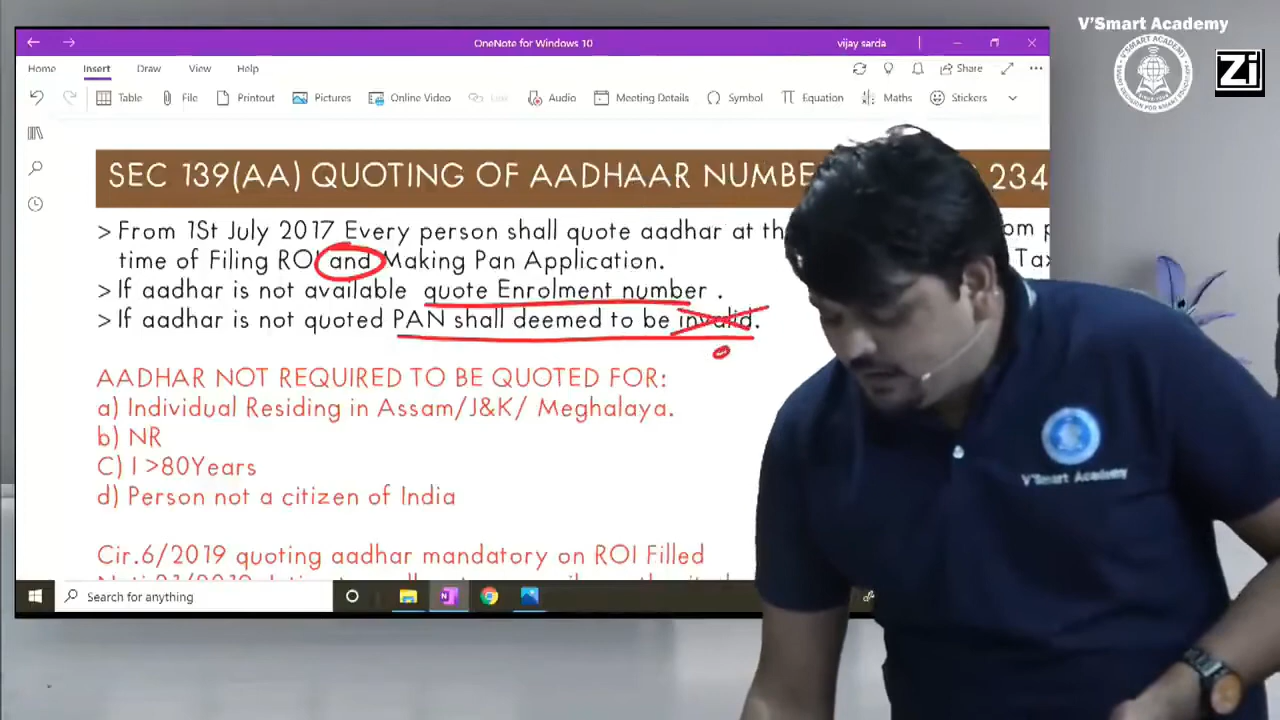 V'Smart Academy
OneNote for Windows 10
vijay sarda
Home Insert Draw View Help
Share
Table File Printout Pictures Online Video Link Audio Meeting Details Symbol Equation Maths Stickers
Zi
SEC 139(AA) QUOTING OF AADHAAR NUMBE 234
> From 1St July 2017 Every person shall quote aadhar at th om p
time of Filing ROI and Making Pan Application. Tax
> If aadhar is not available quote Enrolment number .
> If aadhar is not quoted PAN shall deemed to be invalid.
AADHAR NOT REQUIRED TO BE QUOTED FOR:
a) Individual Residing in Assam/J&K/ Meghalaya.
b) NR
C) I >80Years
d) Person not a citizen of India
Cir.6/2019 quoting aadhar mandatory on ROI Filled
V'Smart Academy
Search for anything